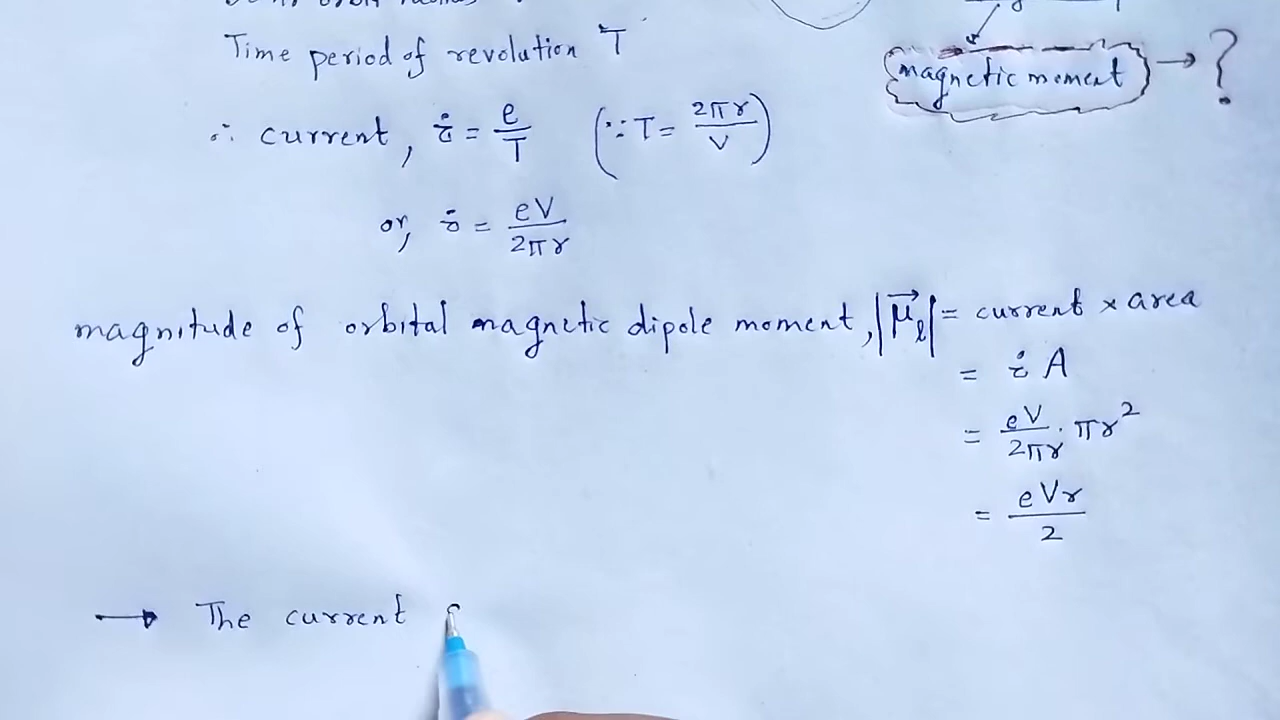 Time period of revolution T
magnetic moment → ?
∴ current, i = e/T (∵ T = 2πr/V)
or, i = eV/2πr
magnitude of orbital magnetic dipole moment, |μ⃗_l| = current × area
= i A
= eV/2πr · πr²
= eVr/2
→ The current